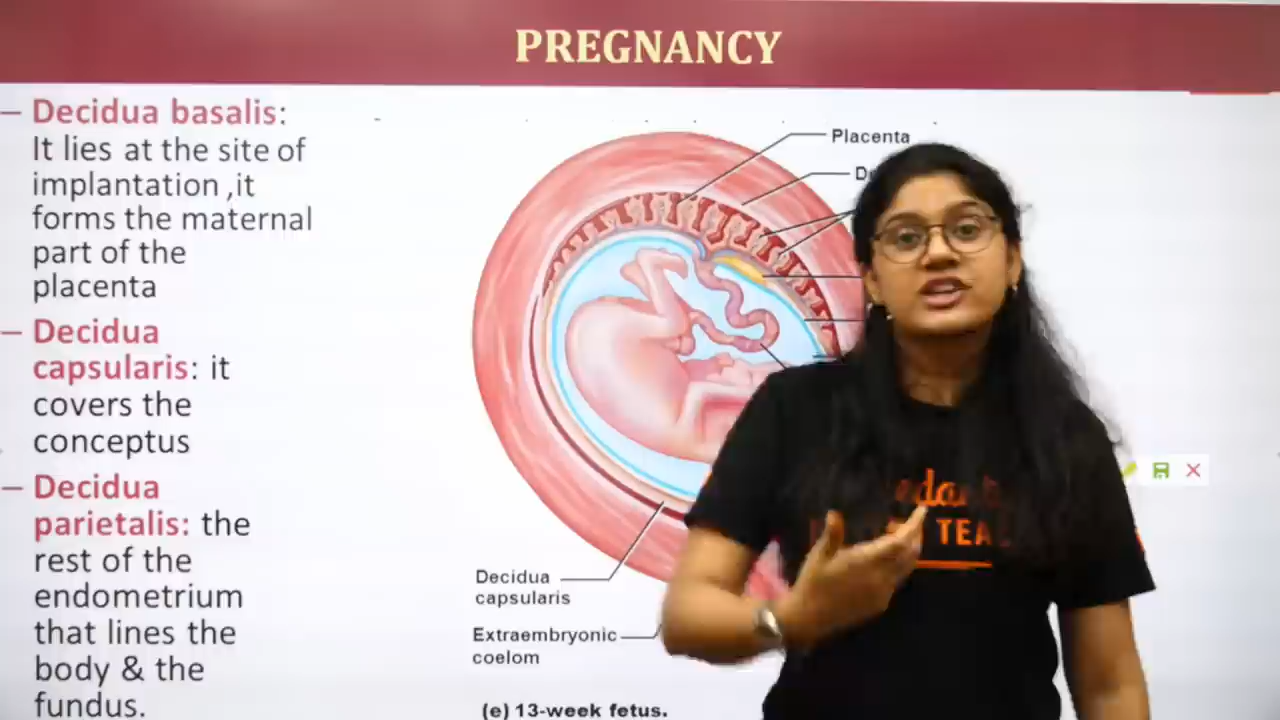 PREGNANCY
– Decidua basalis:
It lies at the site of
implantation ,it
forms the maternal
part of the
placenta
– Decidua
capsularis: it
covers the
conceptus
– Decidua
parietalis: the
rest of the
endometrium
that lines the
body & the
fundus.
Placenta
Decidua
capsularis
Extraembryonic
coelom
(e) 13-week fetus.